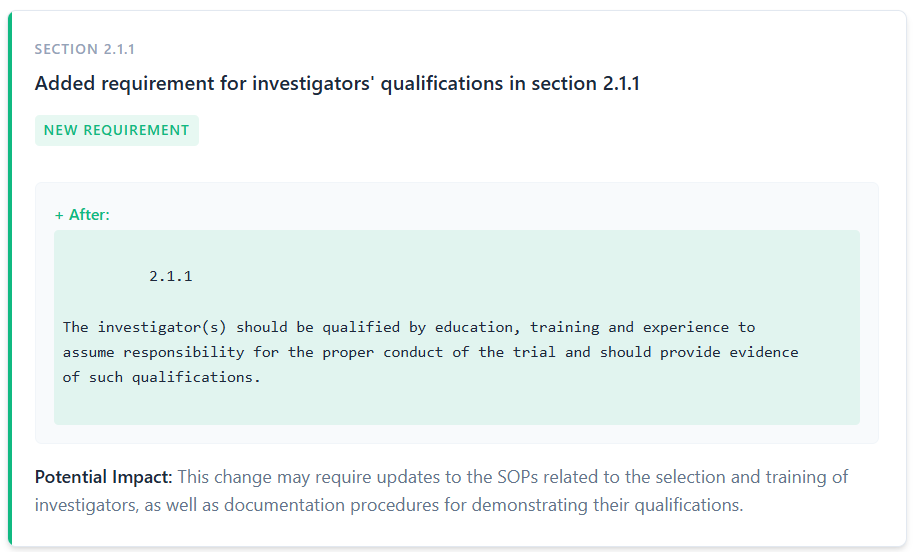 SECTION 2.1.1
Added requirement for investigators' qualifications in section 2.1.1
NEW REQUIREMENT
+ After:
2.1.1
The investigator(s) should be qualified by education, training and experience to
assume responsibility for the proper conduct of the trial and should provide evidence
of such qualifications.
Potential Impact: This change may require updates to the SOPs related to the selection and training of
investigators, as well as documentation procedures for demonstrating their qualifications.